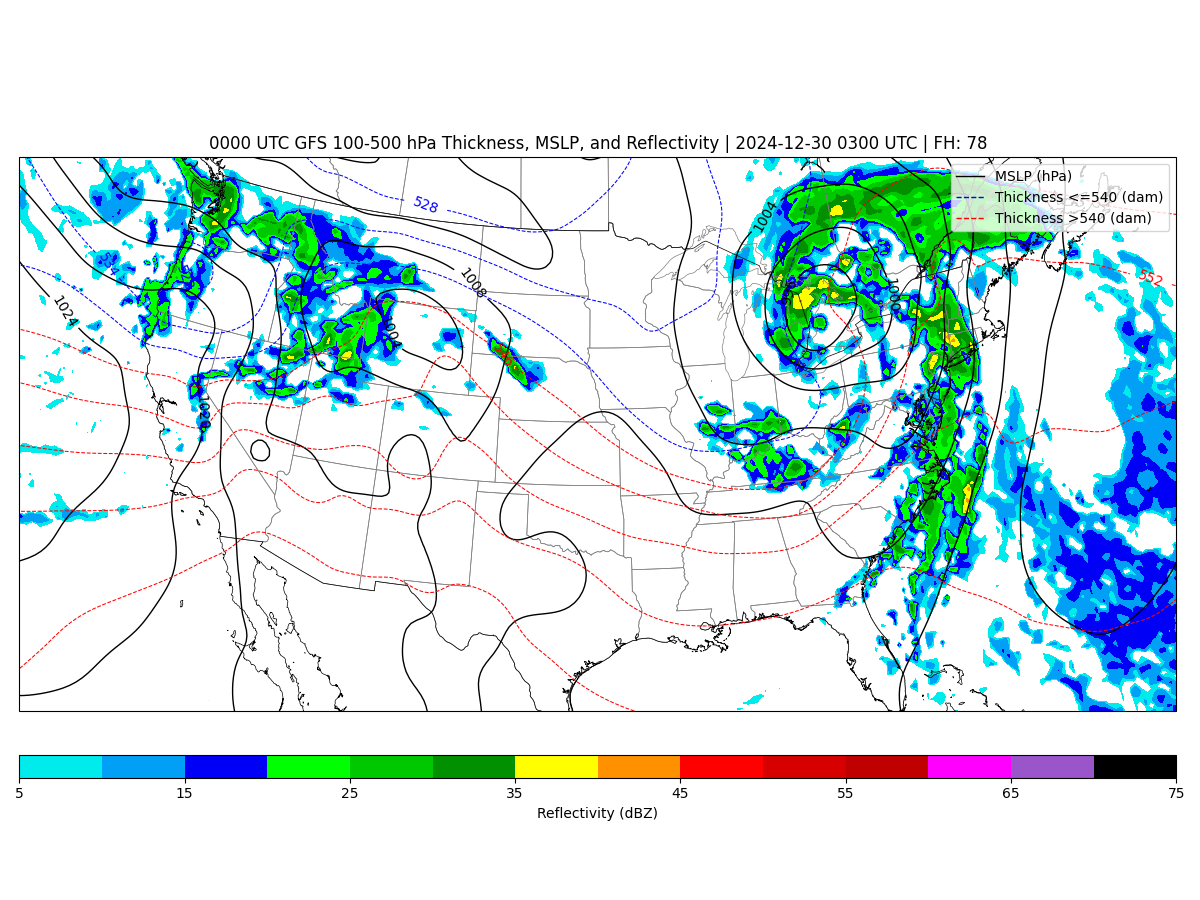 0000 UTC GFS 100-500 hPa Thickness, MSLP, and Reflectivity | 2024-12-30 0300 UTC | FH: 78
MSLP (hPa)
Thickness <=540 (dam)
Thickness >540 (dam)
528
1004
534
552
1008
1024
1004
1020
5 15 25 35 45 55 65 75
Reflectivity (dBZ)